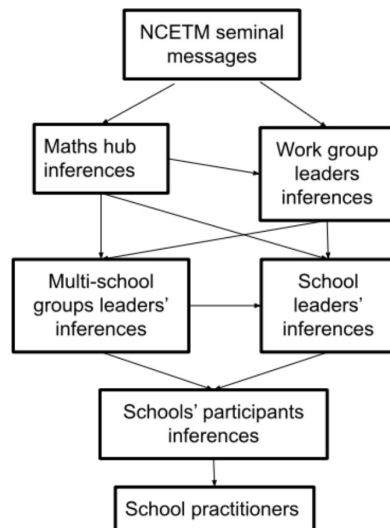 NCETM seminal
messages
Maths hub
inferences
Work group
leaders
inferences
Multi-school
groups leaders’
inferences
School
leaders’
inferences
Schools’ participants
inferences
School practitioners